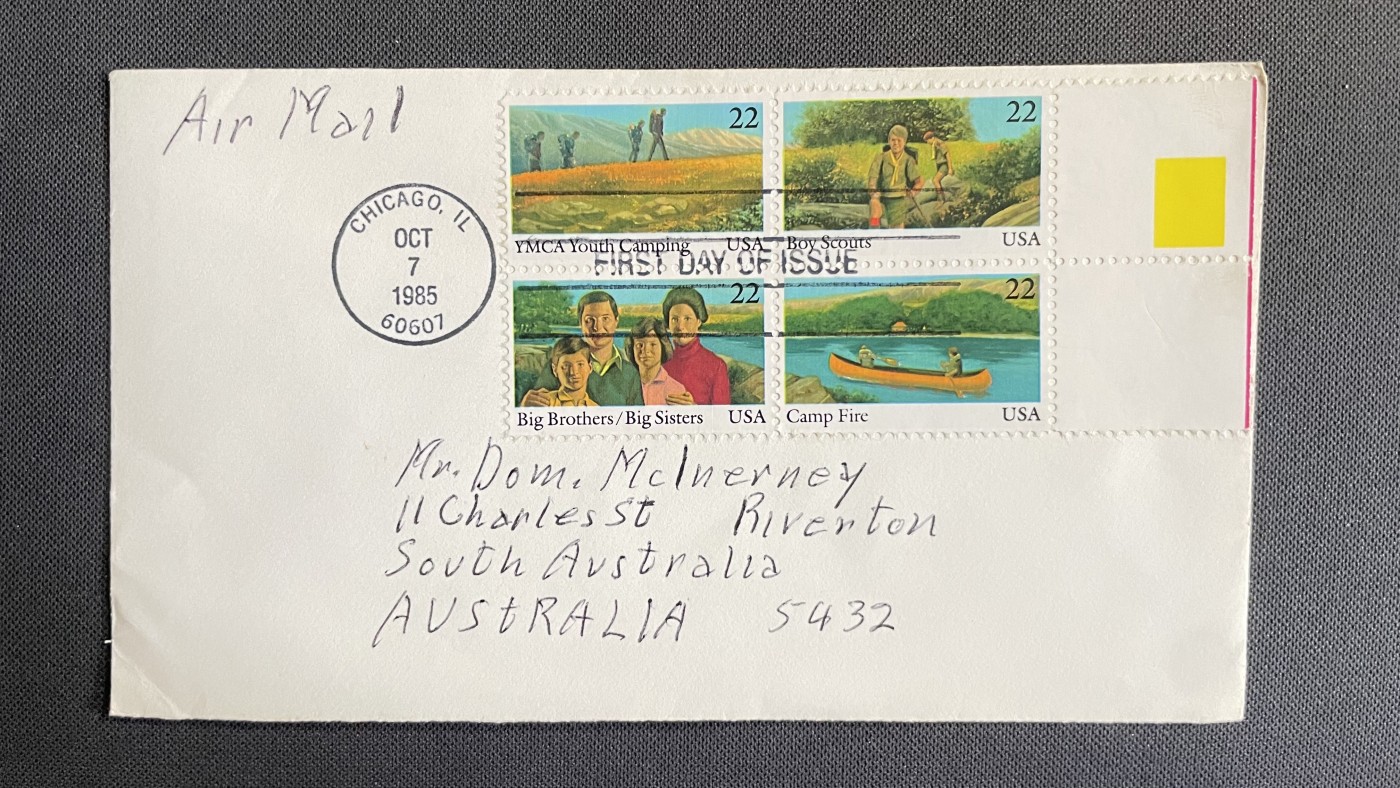 Air Mail
CHICAGO, IL
OCT
7
1985
60607
22
22
YMCA Youth Camping USA
Boy Scouts USA
FIRST DAY OF ISSUE
22
22
Big Brothers/Big Sisters USA
Camp Fire USA
Mr. Dom. McInerney
11 Charles St Riverton
South Australia
AUStRALIA 5432